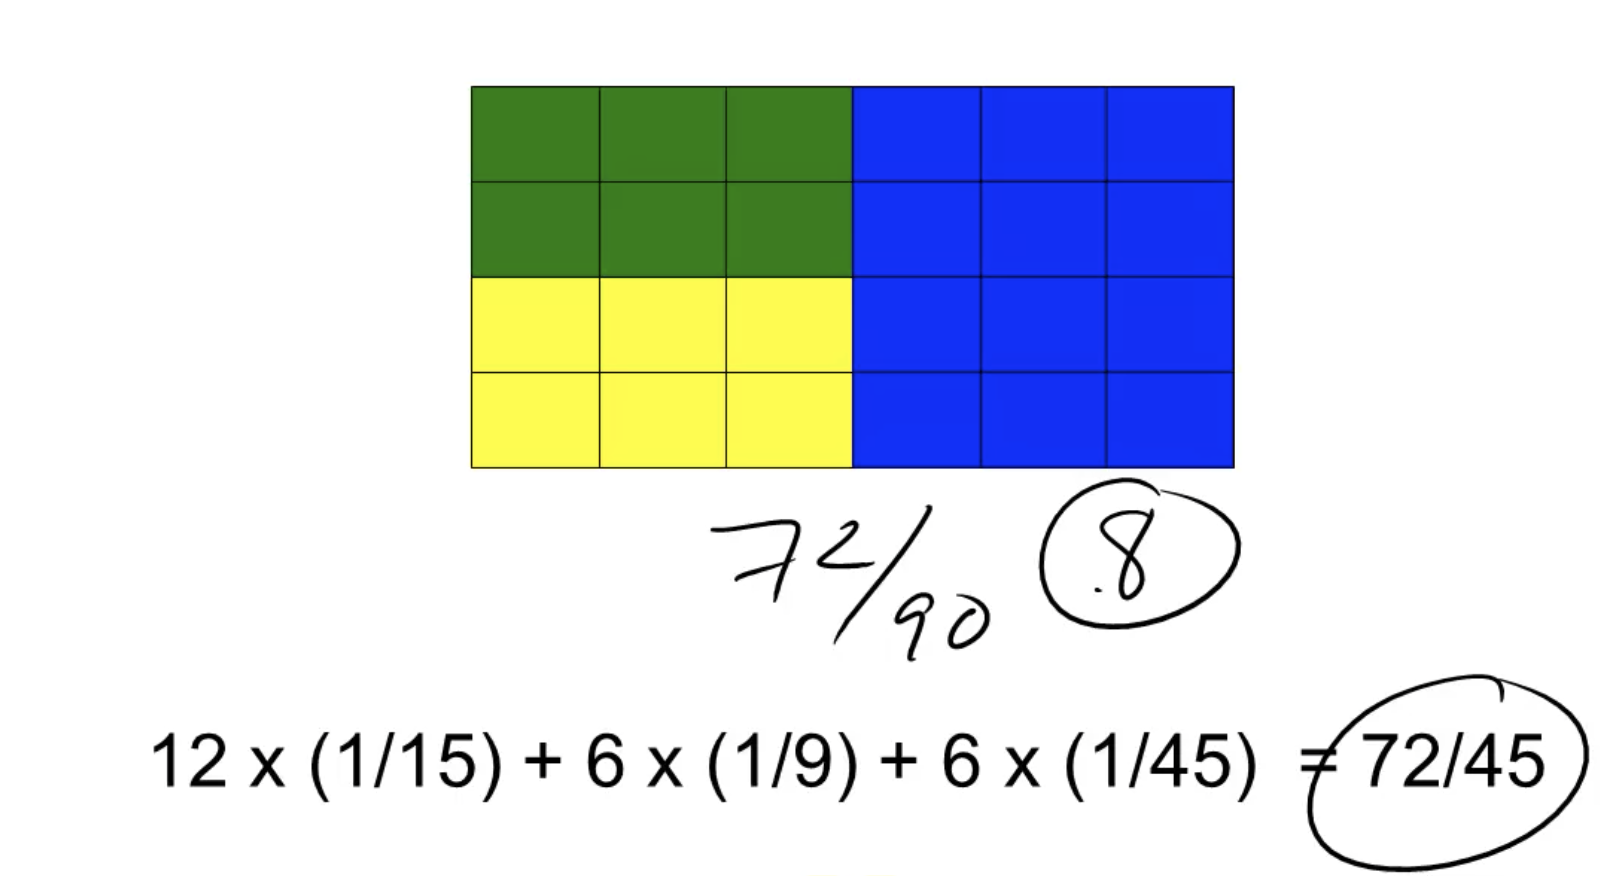 72/90 .8
12 x (1/15) + 6 x (1/9) + 6 x (1/45) = 72/45